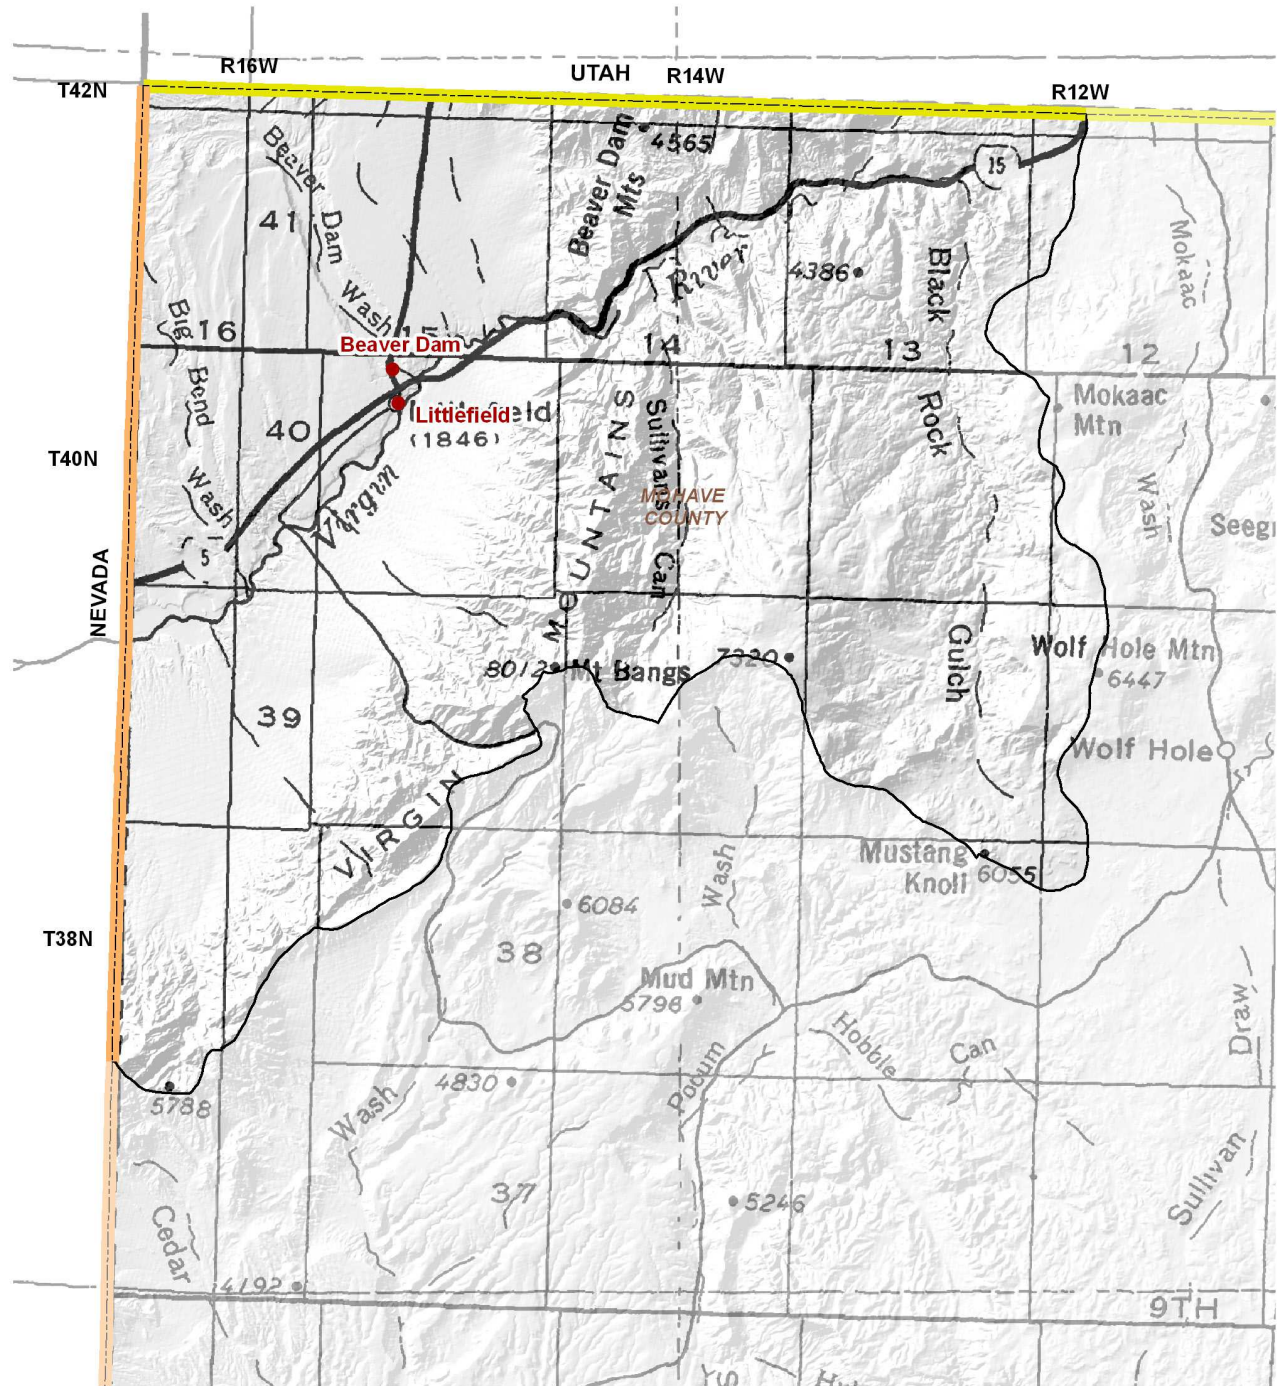 R16W
UTAH R14W
R12W
T42N
4565
Beaver Dam
Mts
15
Beaver
Dam
Wash
41
River
4386
Black
Rock
Gulch
Mokaac
Wash
Big
Bend
Wash
16
Beaver Dam
14
13
12
Mokaac
Mtn
Littlefield
(1846)
40
T40N
Sullivans
Can
MOHAVE
COUNTY
Virgin
Seeg
5
NEVADA
VIRGIN MOUNTAINS
8012 Mt Bangs
7320
Wolf Hole Mtn
6447
39
Wolf Hole
Mustang
Knoll 6055
Wash
6084
T38N
38
Mud Mtn
5796
Hobble
Can
Draw
Pocum
4830
5788
Wash
Sullivan
37
5246
Cedar
4192
9TH